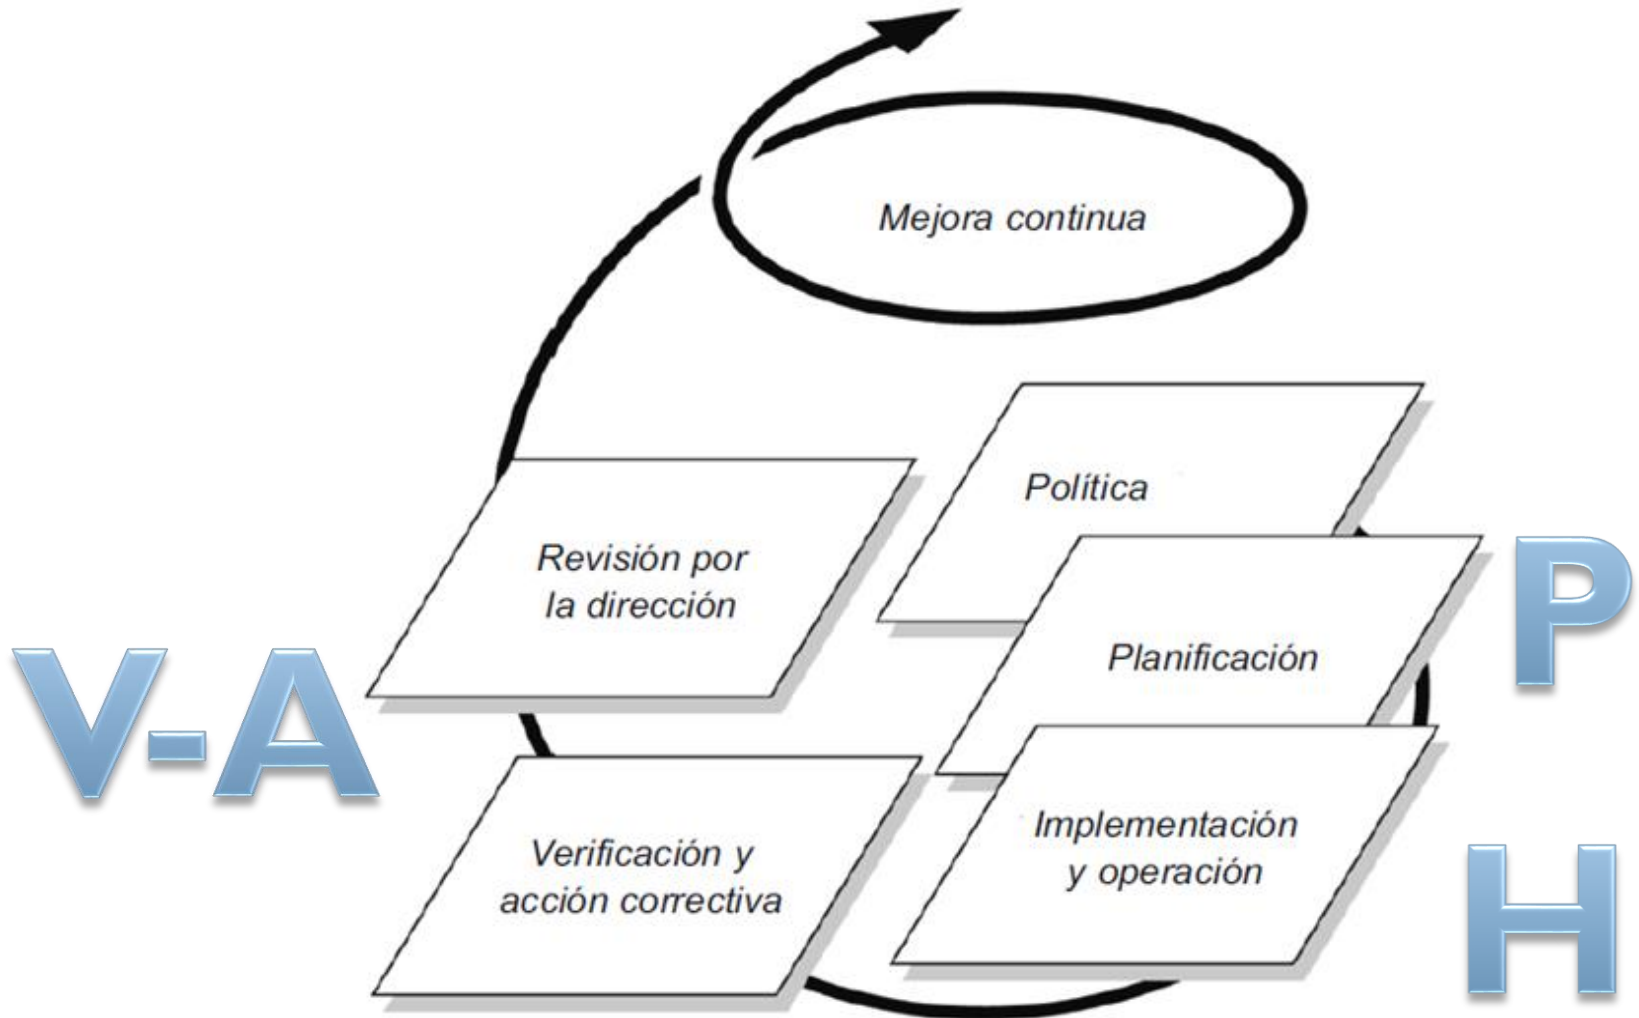 Mejora continua
Política
Revisión por
la dirección
P
Planificación
V-A
Implementación
y operación
Verificación y
acción correctiva
H